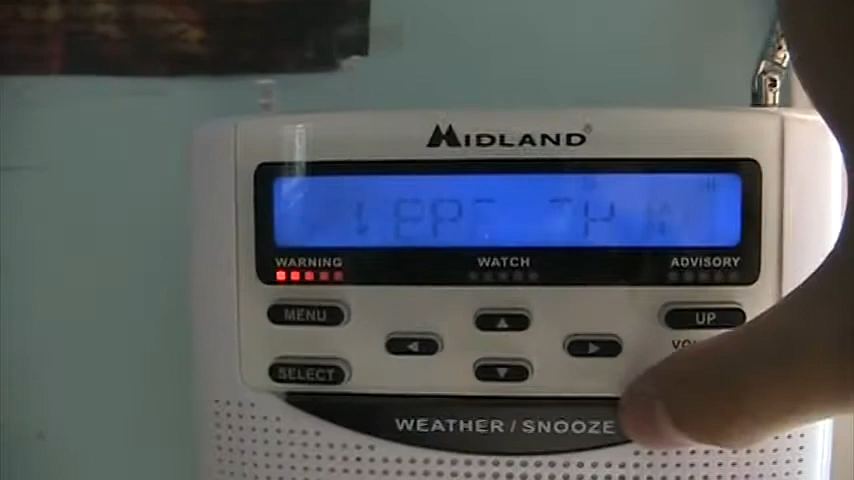 MIDLAND®
WARNING WATCH ADVISORY
MENU UP
SELECT
WEATHER / SNOOZE